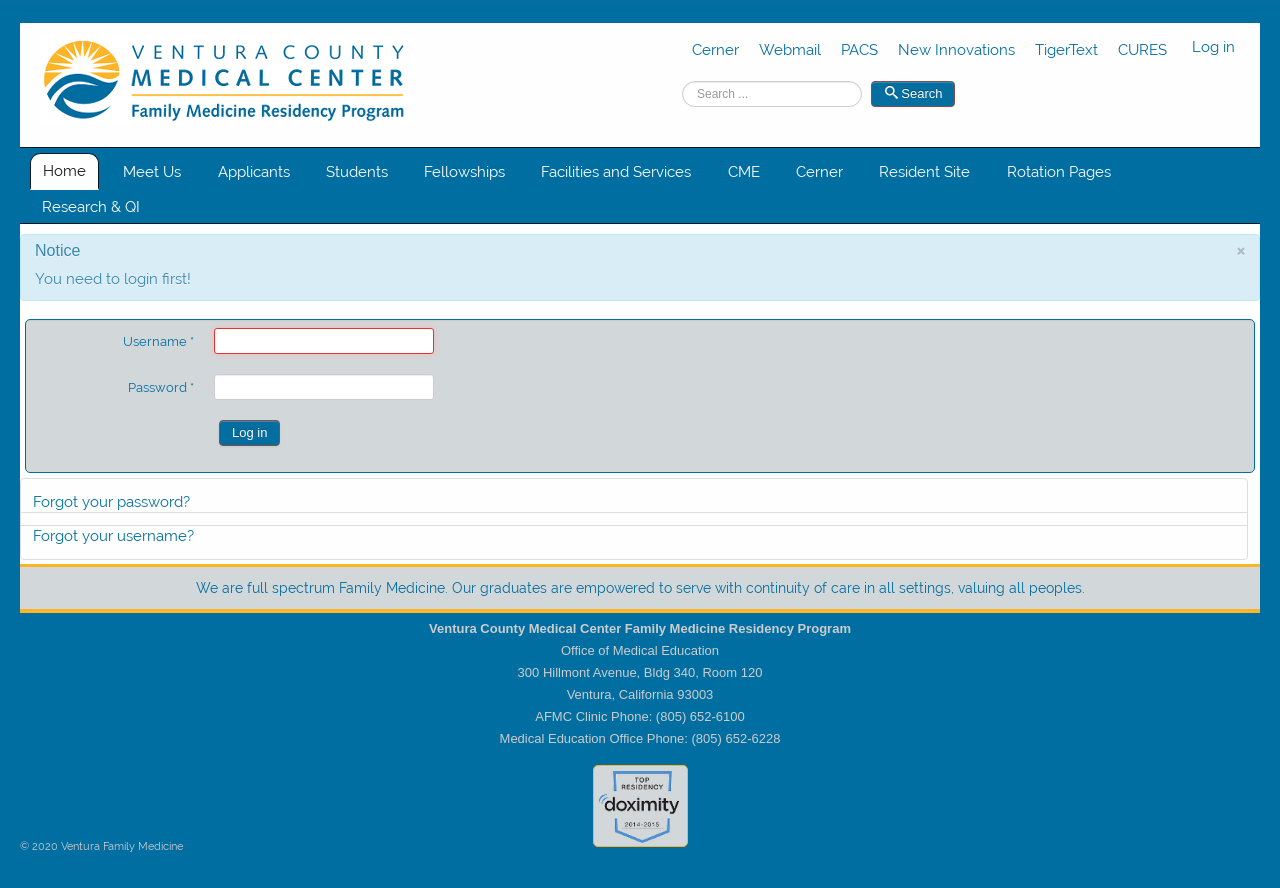 VENTURA COUNTY
MEDICAL CENTER
Family Medicine Residency Program
Cerner Webmail PACS New Innovations TigerText CURES Log in
Search ... Search
Home Meet Us Applicants Students Fellowships Facilities and Services CME Cerner Resident Site Rotation Pages
Research & QI
Notice ×
You need to login first!
Username *
Password *
Log in
Forgot your password?
Forgot your username?
We are full spectrum Family Medicine. Our graduates are empowered to serve with continuity of care in all settings, valuing all peoples.
Ventura County Medical Center Family Medicine Residency Program
Office of Medical Education
300 Hillmont Avenue, Bldg 340, Room 120
Ventura, California 93003
AFMC Clinic Phone: (805) 652-6100
Medical Education Office Phone: (805) 652-6228
TOP
RESIDENCY
doximity
2014-2015
© 2020 Ventura Family Medicine